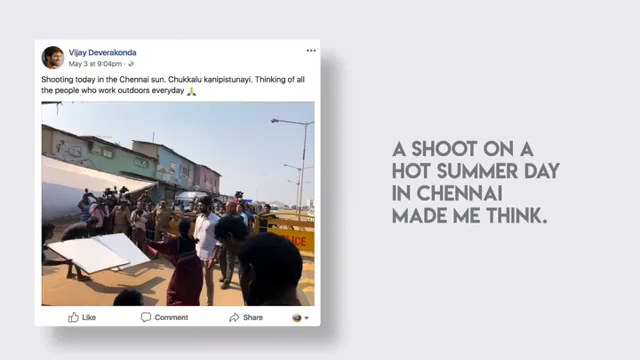 Vijay Deverakonda
May 3 at 9:04pm ·
Shooting today in the Chennai sun. Chukkalu kanipistunayi. Thinking of all
the people who work outdoors everyday 🙏
POLICE
Like Comment Share
A SHOOT ON A
HOT SUMMER DAY
IN CHENNAI
MADE ME THINK.